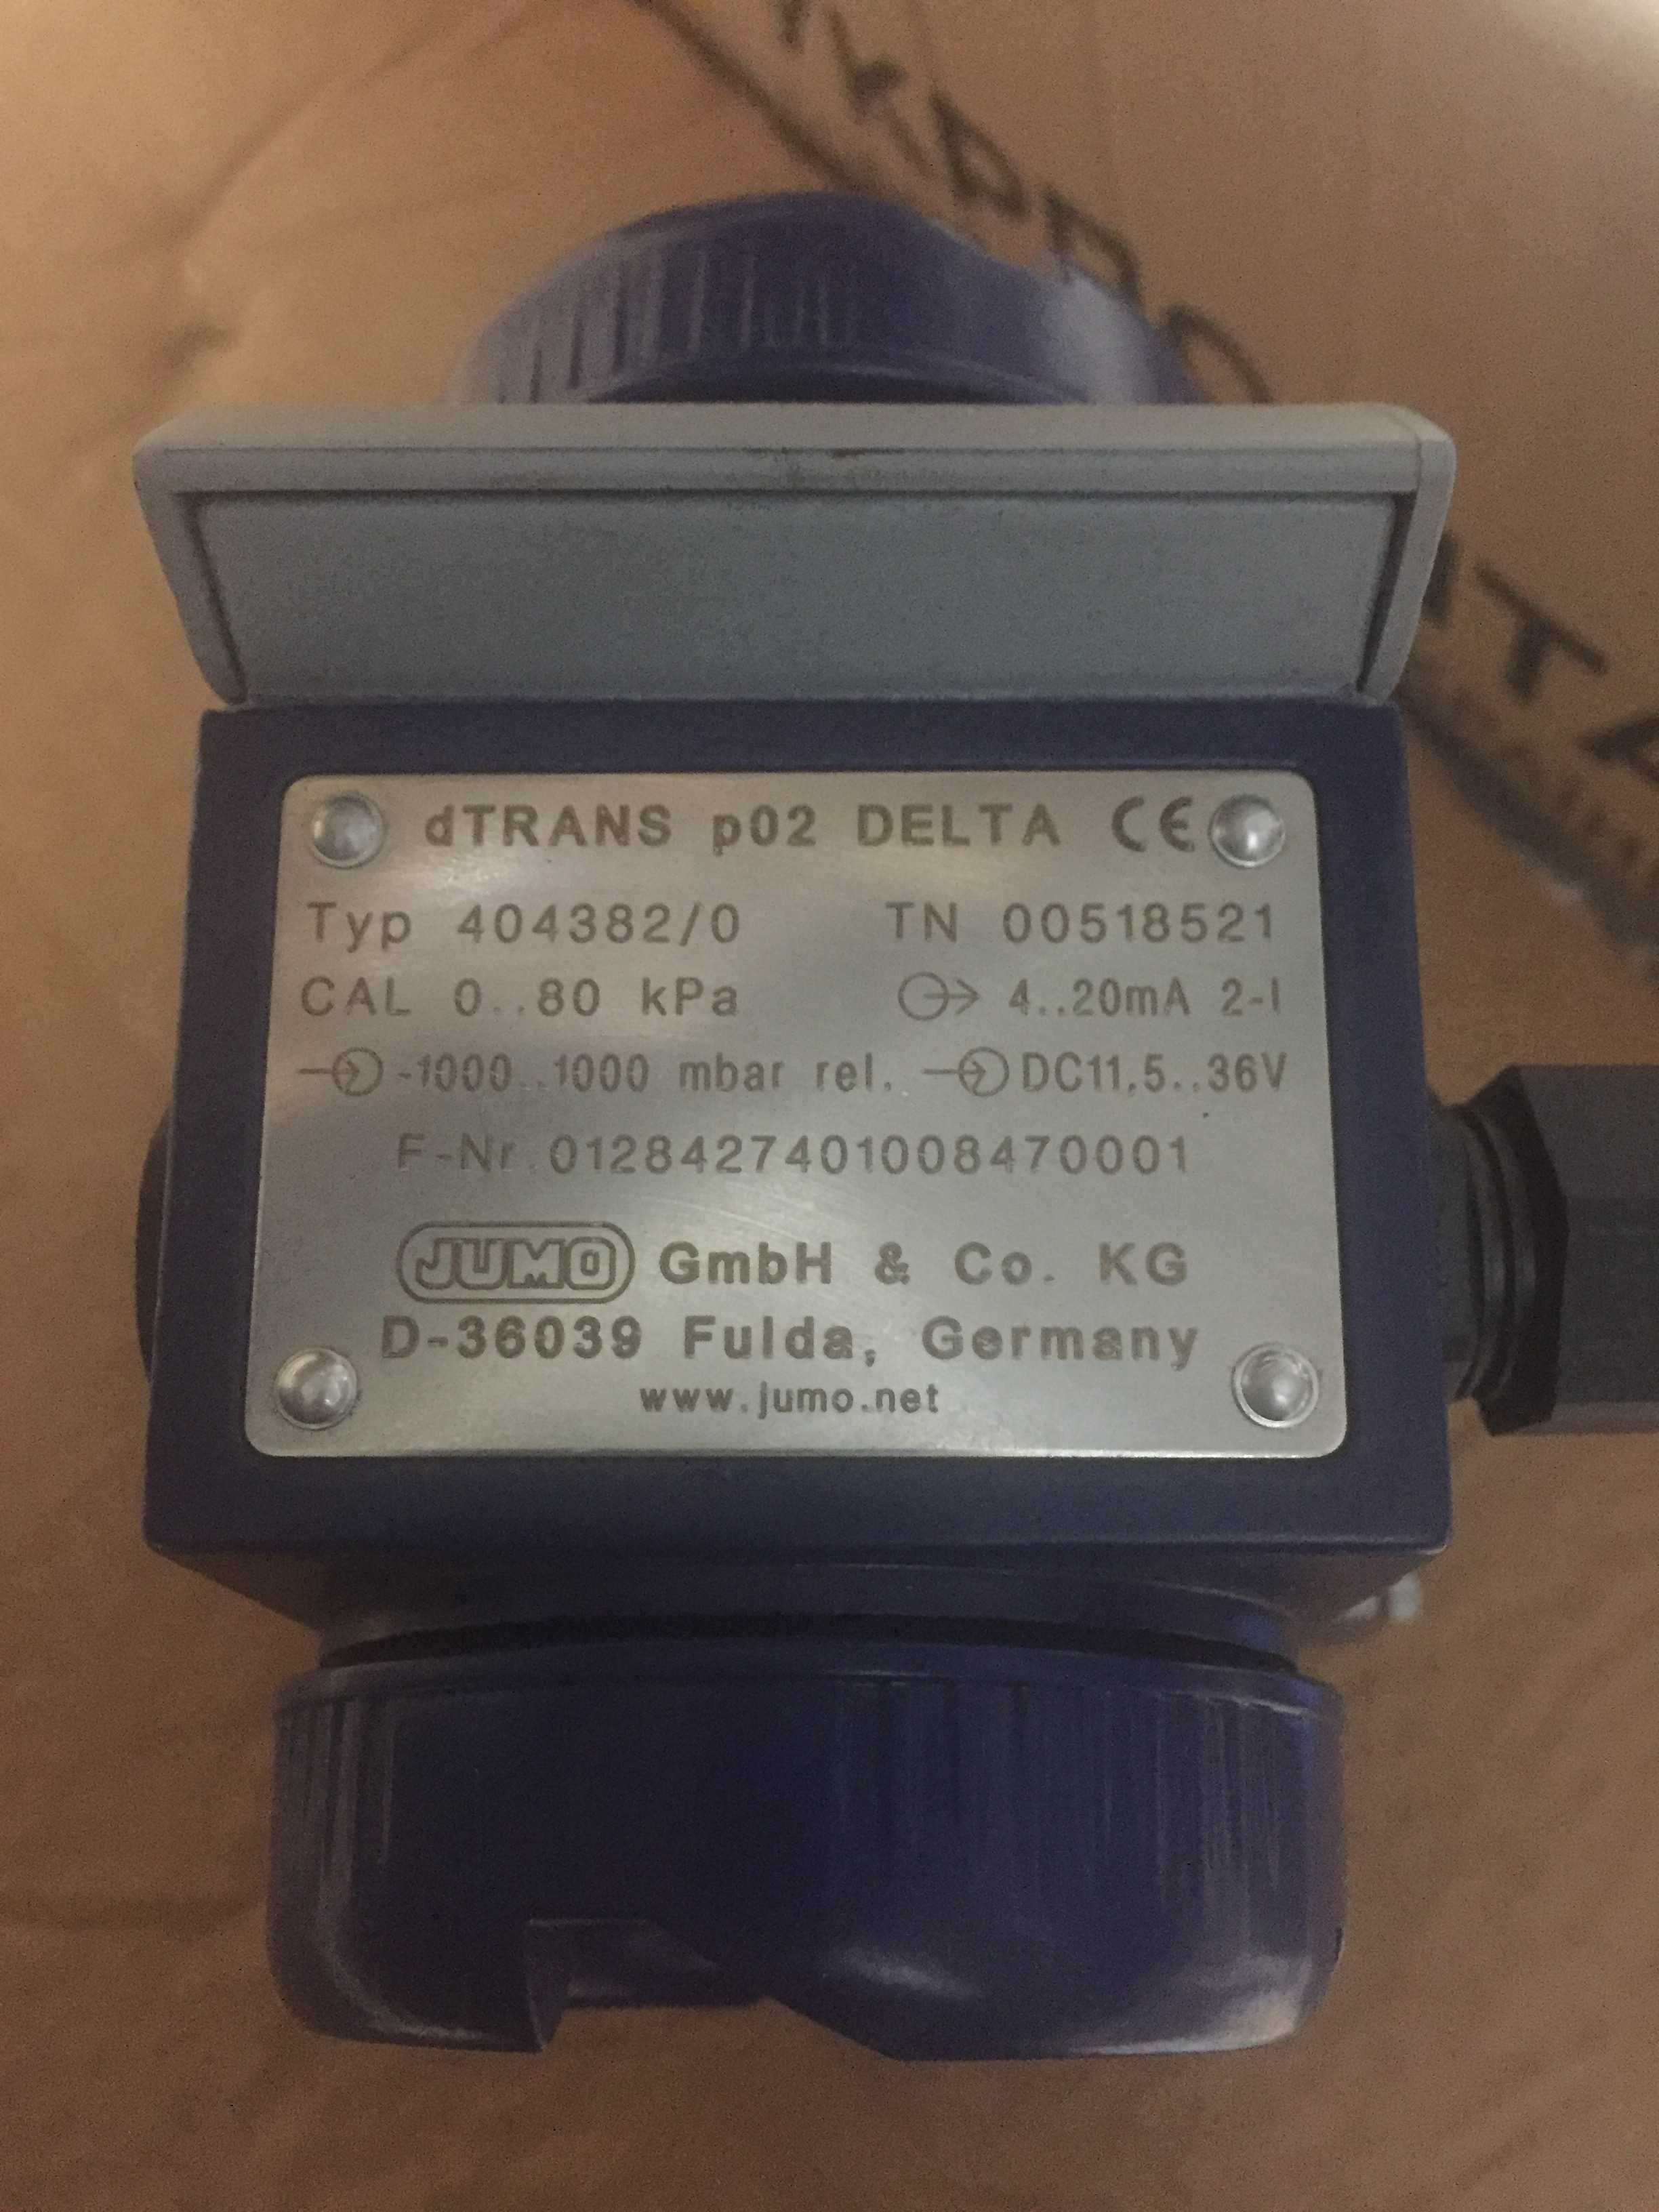 dTRANS p02 DELTA CE
Typ 404382/0 TN 00518521
CAL 0..80 kPa 4..20mA 2-I
-1000..1000 mbar rel. DC11,5..36V
F-Nr.0128427401008470001
JUMO GmbH & Co. KG
D-36039 Fulda, Germany
www.jumo.net